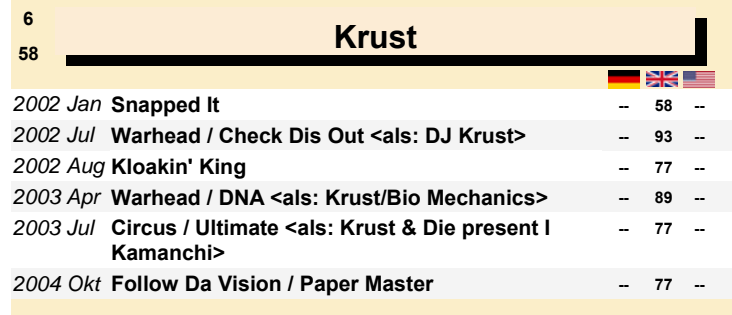 6
58
Krust
2002 Jan Snapped It -- 58 --
2002 Jul Warhead / Check Dis Out <als: DJ Krust> -- 93 --
2002 Aug Kloakin' King -- 77 --
2003 Apr Warhead / DNA <als: Krust/Bio Mechanics> -- 89 --
2003 Jul Circus / Ultimate <als: Krust & Die present I -- 77 --
Kamanchi>
2004 Okt Follow Da Vision / Paper Master -- 77 --